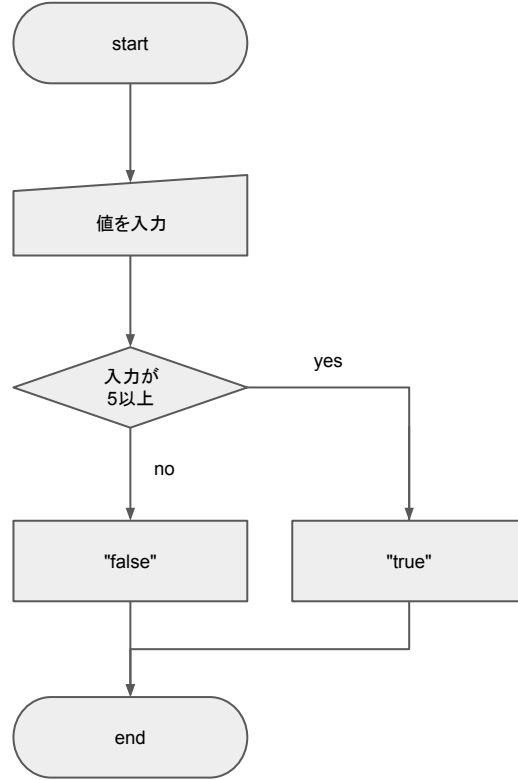 start
値を入力
入力が
5以上
yes
no
"false"
"true"
end